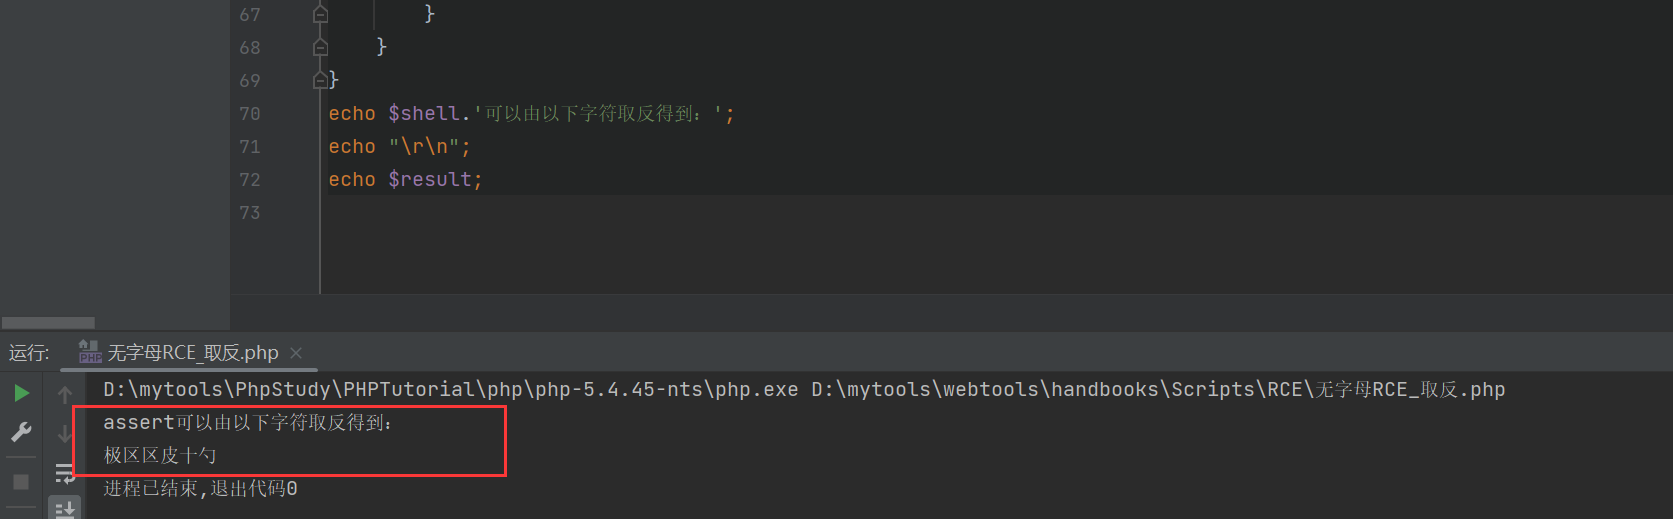 67 }
68 }
69 }
70 echo $shell.'可以由以下字符取反得到：';
71 echo "\r\n";
72 echo $result;
73
运行: 无字母RCE_取反.php ×
D:\mytools\PhpStudy\PHPTutorial\php\php-5.4.45-nts\php.exe D:\mytools\webtools\handbooks\Scripts\RCE\无字母RCE_取反.php
assert可以由以下字符取反得到：
极区区皮十勺
进程已结束,退出代码0